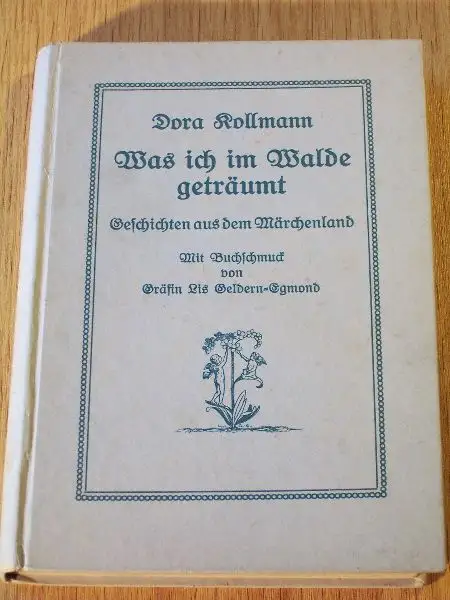 Dora Kollmann
Was ich im Walde
geträumt
Geschichten aus dem Märchenland
Mit Buchschmuck
von
Gräfin Lis Geldern-Egmond